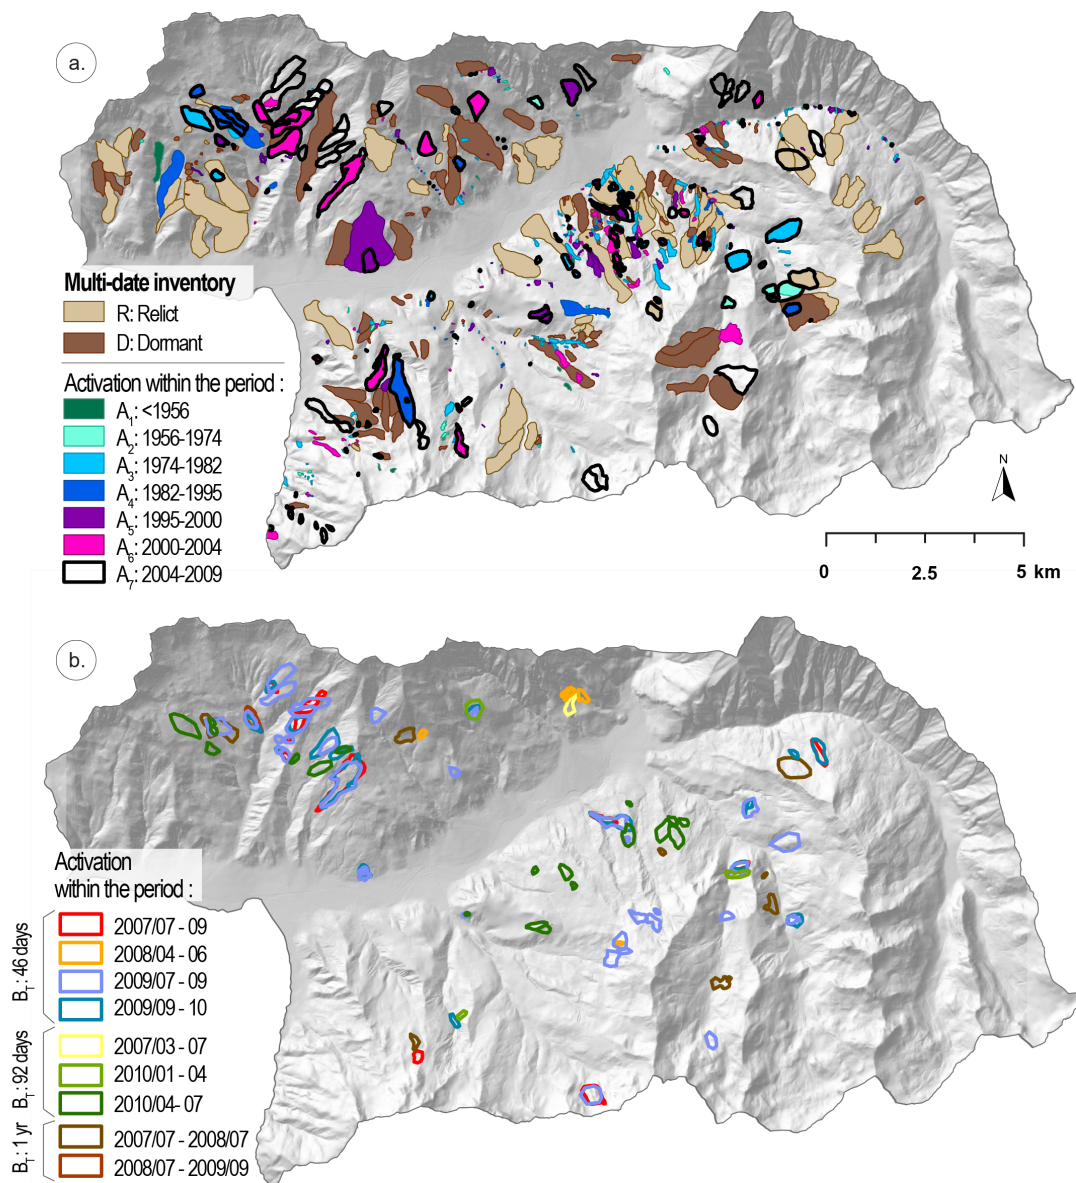 a.
Multi-date inventory
R: Relict
D: Dormant
Activation within the period :
A1: <1956
A2: 1956-1974
A3: 1974-1982
A4: 1982-1995
A5: 1995-2000
A6: 2000-2004
A7: 2004-2009
N
0 2.5 5 km
b.
Activation
within the period :
BT: 46 days
2007/07 - 09
2008/04 - 06
2009/07 - 09
2009/09 - 10
BT: 92 days
2007/03 - 07
2010/01 - 04
2010/04- 07
BT: 1 yr
2007/07 - 2008/07
2008/07 - 2009/09